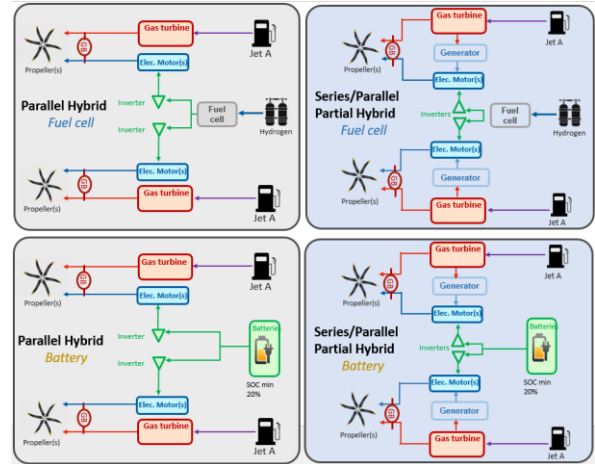 Gas turbine
GB
Jet A
Propeller(s)
Elec. Motor(s)
Parallel Hybrid
Fuel cell
Inverter
Fuel
cell
Inverter
Hydrogen
Elec. Motor(s)
GB
Propeller(s)
Gas turbine
Jet A
Gas turbine
Jet A
GB
Generator
Propeller(s)
Elec. Motor(s)
Series/Parallel
Partial Hybrid
Fuel cell
Inverters
Fuel
cell
Hydrogen
Elec. Motor(s)
Generator
GB
Propeller(s)
Gas turbine
Jet A
Gas turbine
GB
Jet A
Propeller(s)
Elec. Motor(s)
Parallel Hybrid
Battery
Inverter
Inverter
Batteries
SOC min
20%
Elec. Motor(s)
GB
Propeller(s)
Gas turbine
Jet A
Gas turbine
Jet A
GB
Generator
Propeller(s)
Elec. Motor(s)
Series/Parallel
Partial Hybrid
Battery
Inverters
Batteries
SOC min
20%
Elec. Motor(s)
Generator
GB
Propeller(s)
Gas turbine
Jet A